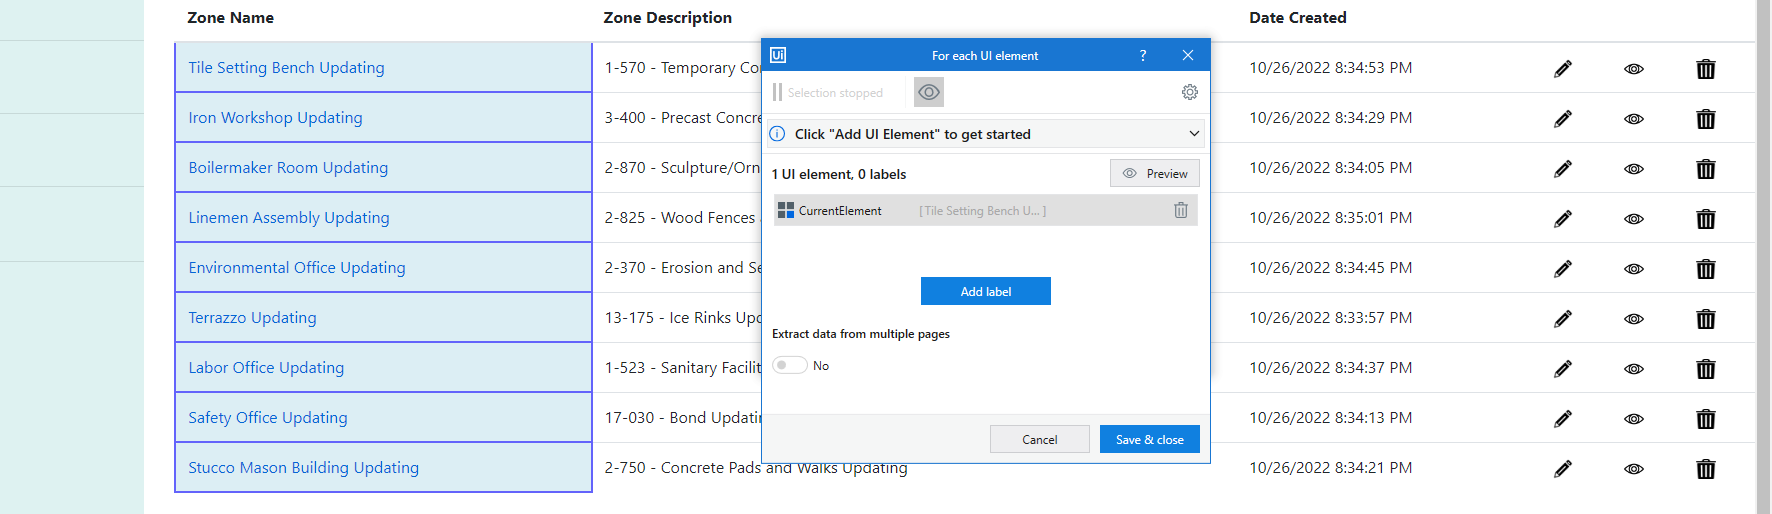 Zone Name Zone Description Date Created
Ui For each UI element ?
Selection stopped
Click "Add UI Element" to get started
1 UI element, 0 labels Preview
CurrentElement [Tile Setting Bench U... ]
Add label
Extract data from multiple pages
No
Cancel Save & close
Tile Setting Bench Updating 1-570 - Temporary 10/26/2022 8:34:53 PM
Iron Workshop Updating 3-400 - Precast 10/26/2022 8:34:29 PM
Boilermaker Room Updating 2-870 - Sculpture/Orn 10/26/2022 8:34:05 PM
Linemen Assembly Updating 2-825 - Wood Fences 10/26/2022 8:35:01 PM
Environmental Office Updating 2-370 - Erosion and 10/26/2022 8:34:45 PM
Terrazzo Updating 13-175 - Ice Rinks 10/26/2022 8:33:57 PM
Labor Office Updating 1-523 - Sanitary 10/26/2022 8:34:37 PM
Safety Office Updating 17-030 - Bond 10/26/2022 8:34:13 PM
Stucco Mason Building Updating 2-750 - Concrete Pads and Walks Updating 10/26/2022 8:34:21 PM